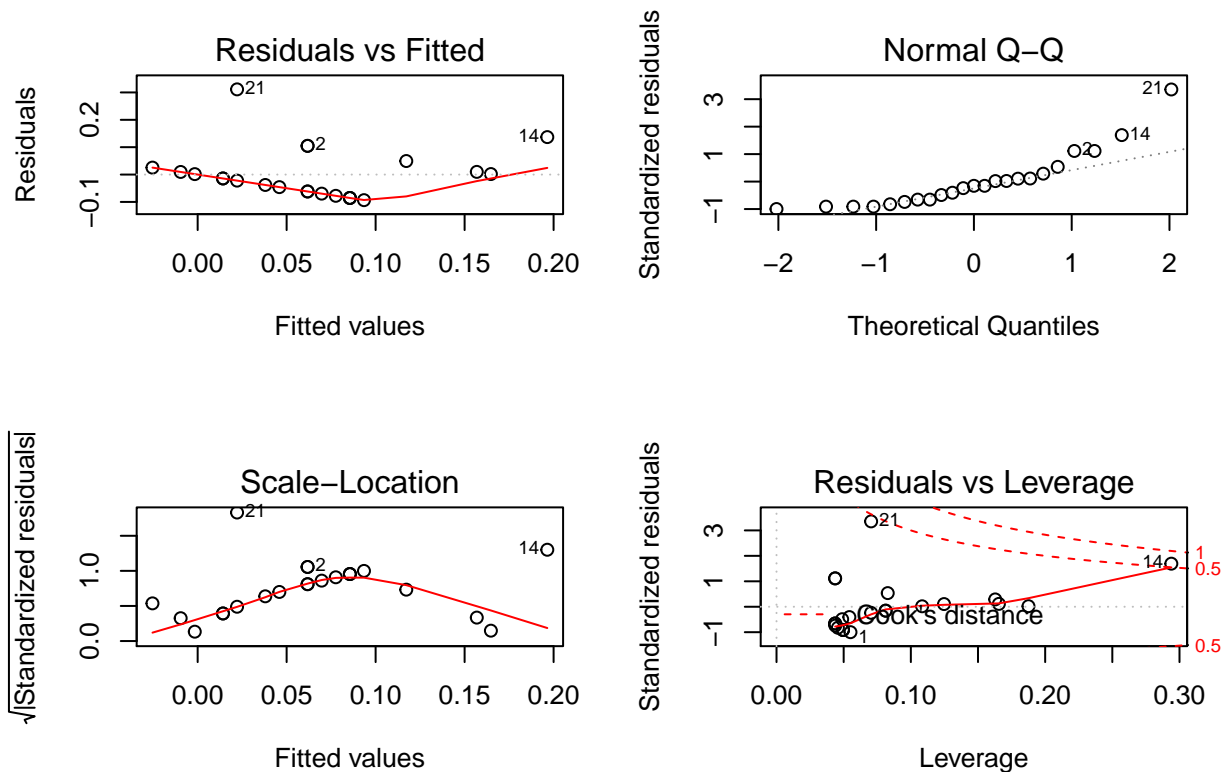 Residuals vs Fitted
Residuals
0.2
−0.1
21
2
14
0.00 0.05 0.10 0.15 0.20
Fitted values
Normal Q−Q
Standardized residuals
3
1
−1
21
2
14
−2 −1 0 1 2
Theoretical Quantiles
Scale−Location
√|Standardized residuals|
1.0
0.0
21
2
14
0.00 0.05 0.10 0.15 0.20
Fitted values
Residuals vs Leverage
Standardized residuals
3
1
−1
21
14
1
1
0.5
0.5
Cook's distance
0.00 0.10 0.20 0.30
Leverage